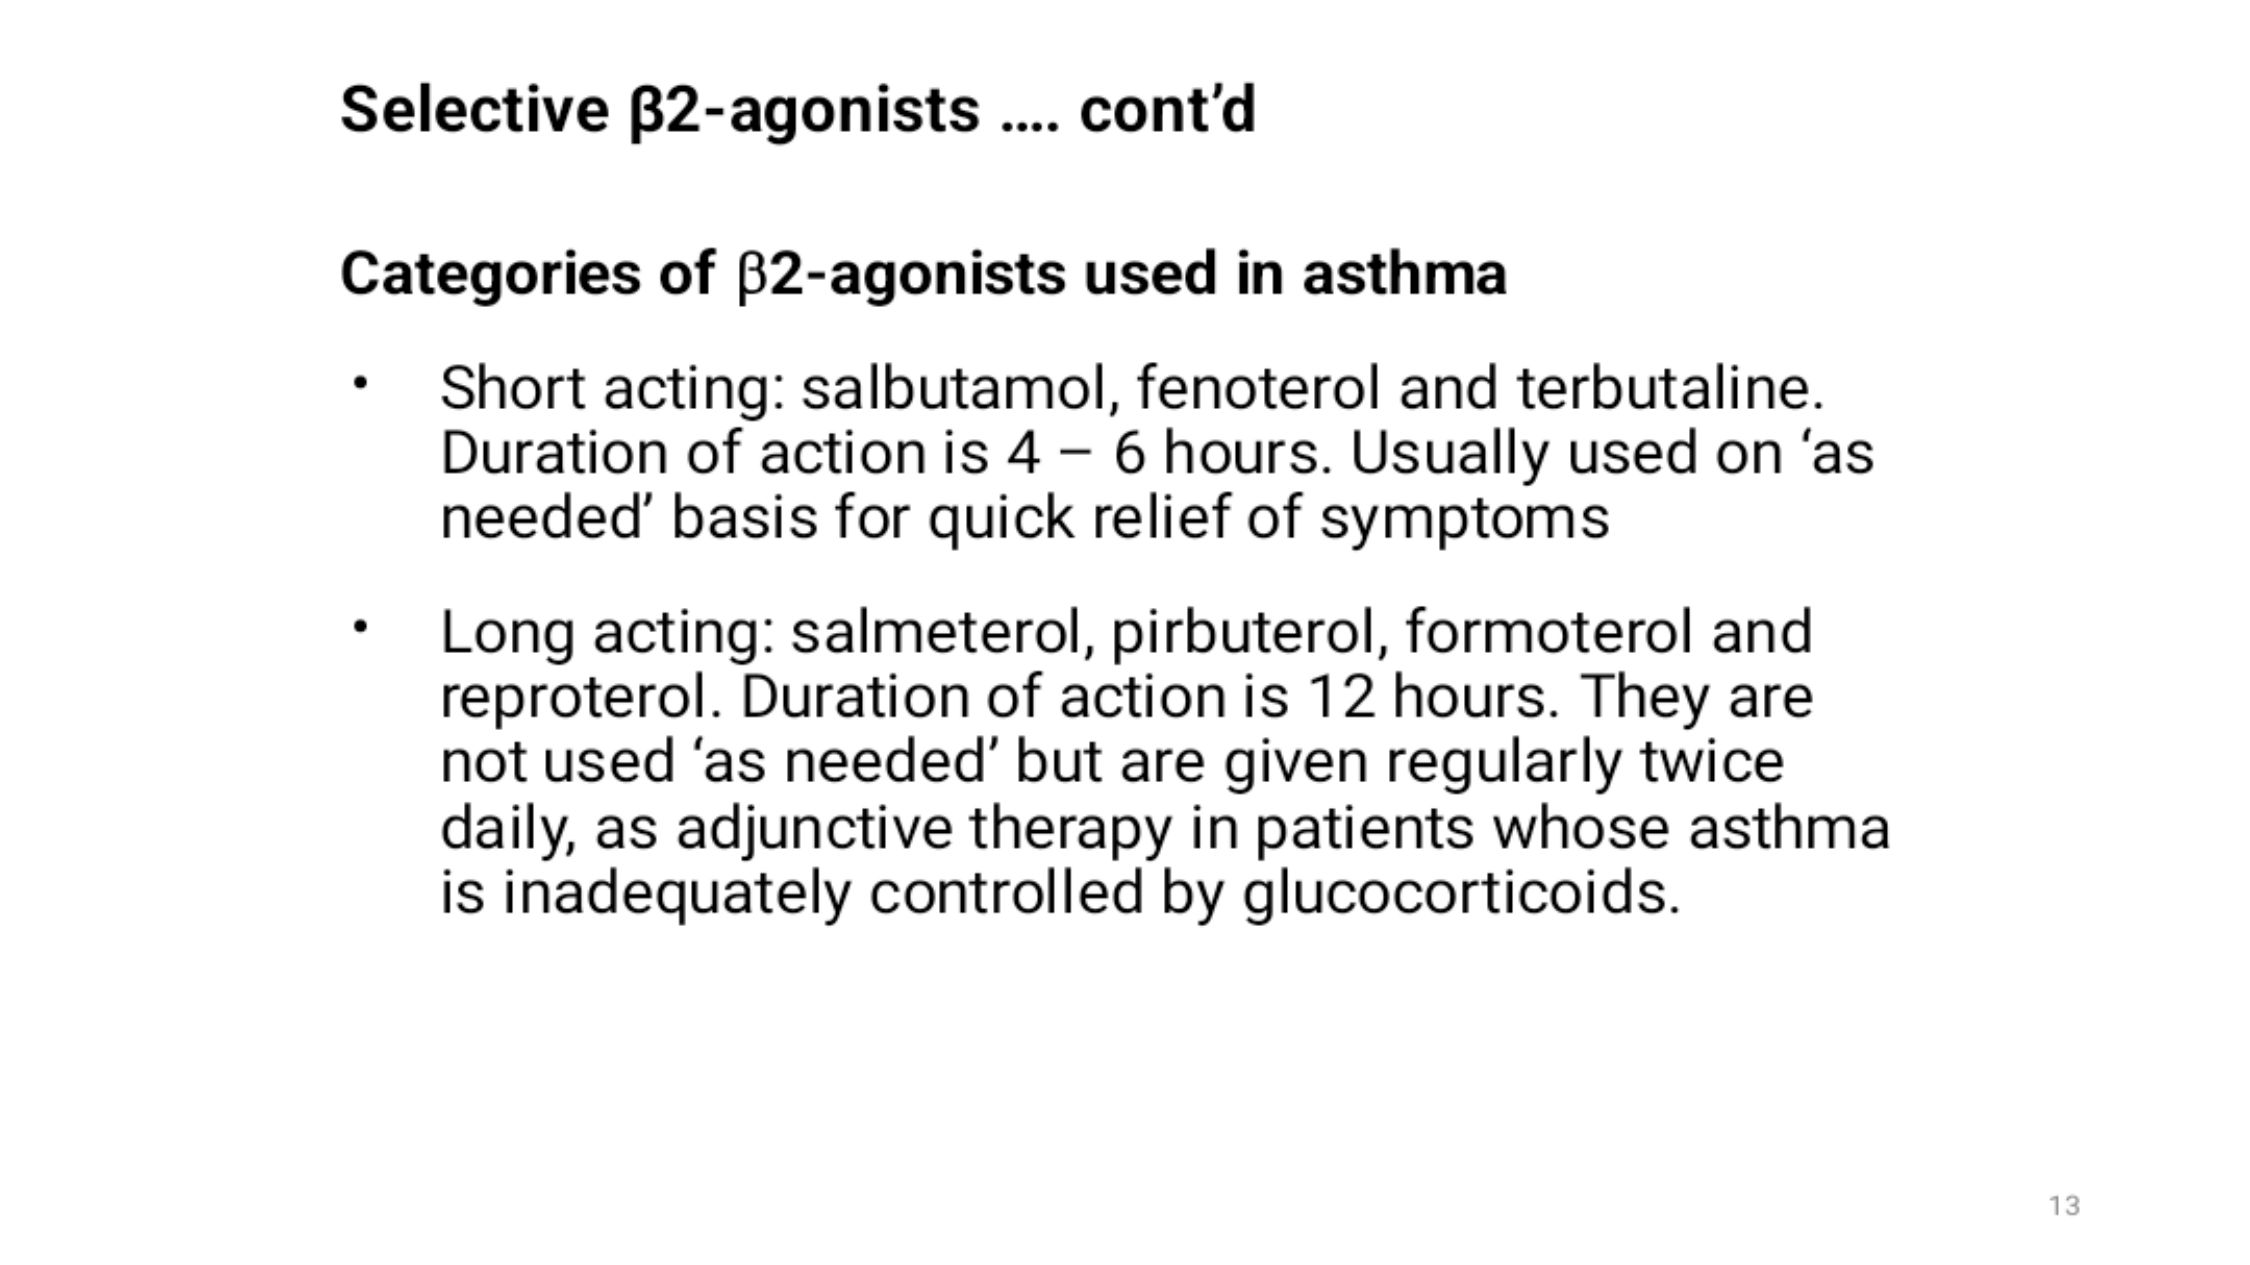 Selective β2-agonists .... cont’d
Categories of β2-agonists used in asthma
• Short acting: salbutamol, fenoterol and terbutaline.
Duration of action is 4 – 6 hours. Usually used on ‘as
needed’ basis for quick relief of symptoms
• Long acting: salmeterol, pirbuterol, formoterol and
reproterol. Duration of action is 12 hours. They are
not used ‘as needed’ but are given regularly twice
daily, as adjunctive therapy in patients whose asthma
is inadequately controlled by glucocorticoids.
13